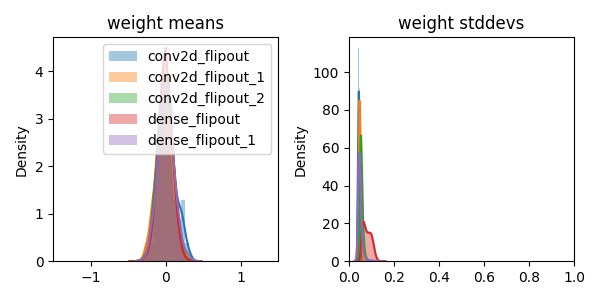 weight means
conv2d_flipout
conv2d_flipout_1
conv2d_flipout_2
dense_flipout
dense_flipout_1
Density
4
3
2
1
0
−1
0
1
weight stddevs
Density
100
80
60
40
20
0
0.0
0.2
0.4
0.6
0.8
1.0